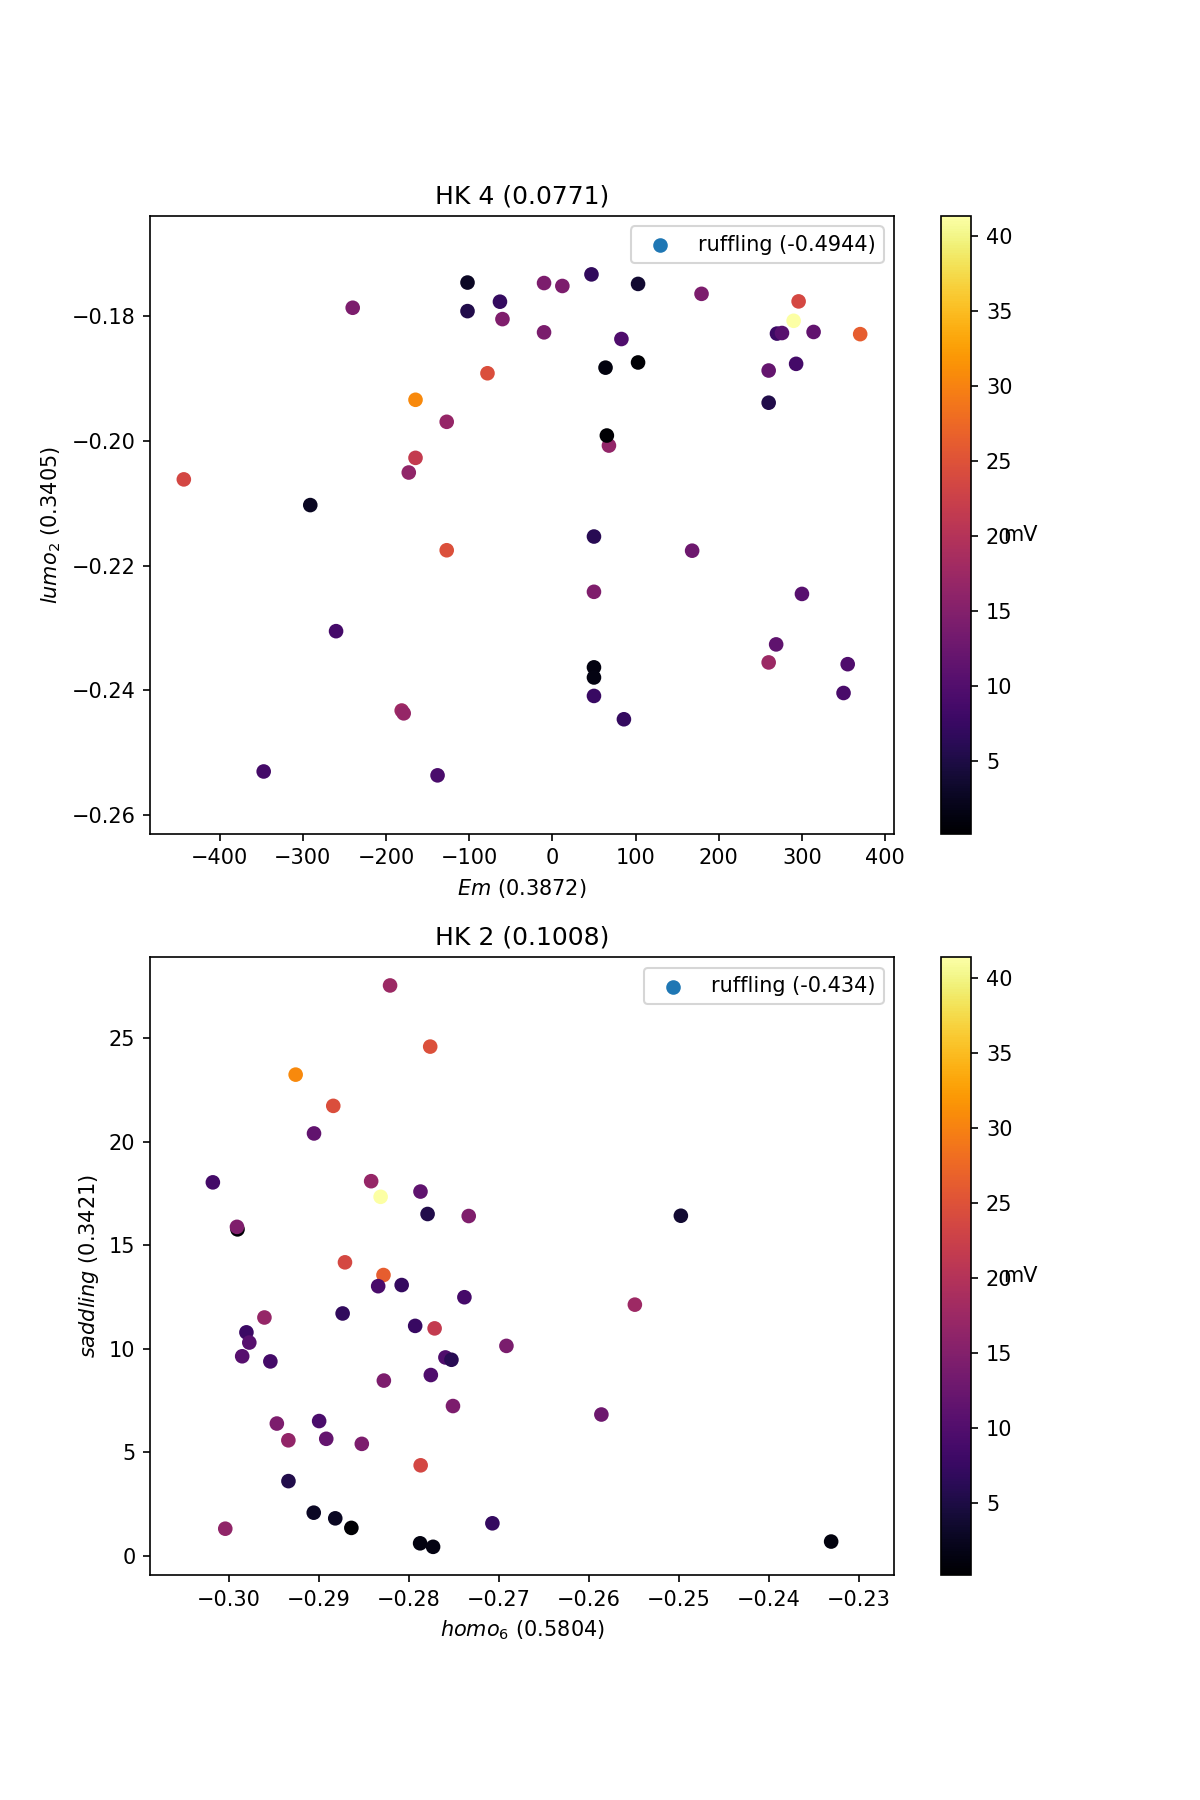 HK 4 (0.0771)
ruffling (-0.4944)
−0.18
−0.20
−0.22
−0.24
−0.26
lumo₂ (0.3405)
−400 −300 −200 −100 0 100 200 300 400
Em (0.3872)
40
35
30
25
20
mV
15
10
5
HK 2 (0.1008)
ruffling (-0.434)
25
20
15
10
5
0
saddling (0.3421)
−0.30 −0.29 −0.28 −0.27 −0.26 −0.25 −0.24 −0.23
homo₆ (0.5804)
40
35
30
25
20
mV
15
10
5